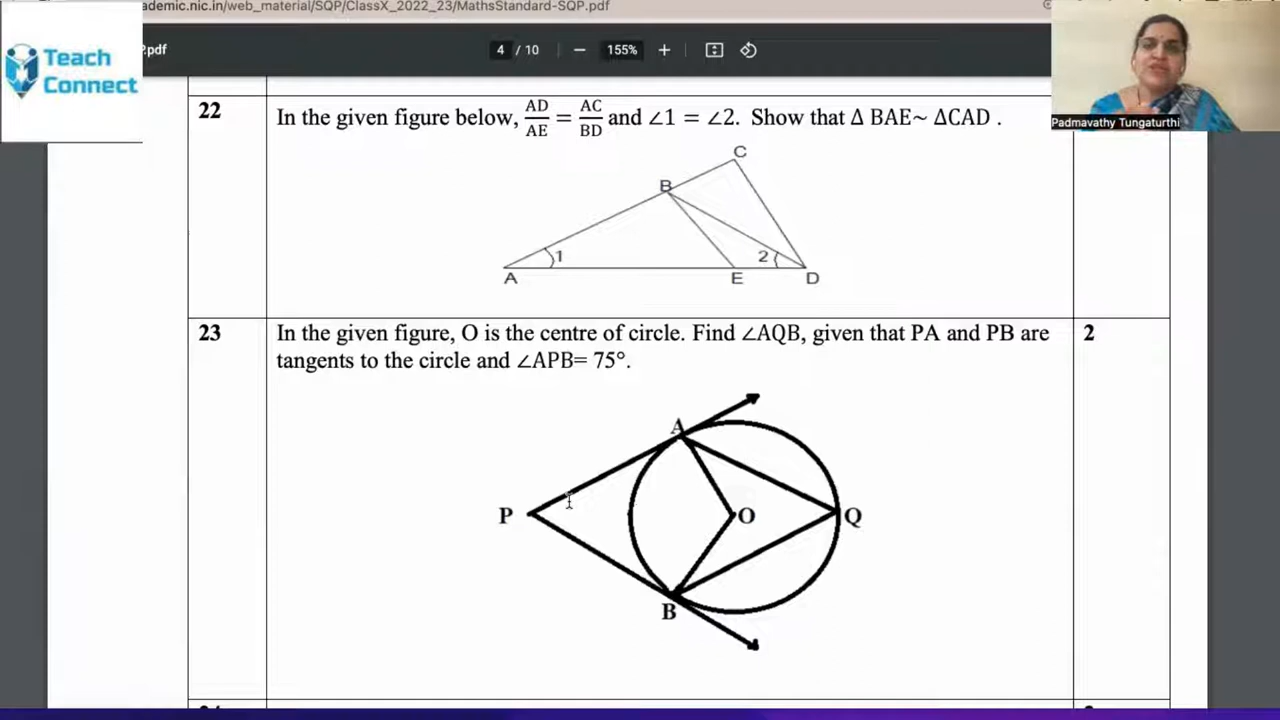 ademic.nic.in/web_material/SQP/ClassX_2022_23/MathsStandard-SQP.pdf
.pdf
4 / 10
155%
Teach
Connect
Padmavathy Tungaturthi
22
In the given figure below, AD/AE = AC/BD and ∠1 = ∠2. Show that Δ BAE~ ΔCAD .
C
B
1
2
A
E
D
23
In the given figure, O is the centre of circle. Find ∠AQB, given that PA and PB are
2
tangents to the circle and ∠APB= 75°.
A
P
O
Q
B